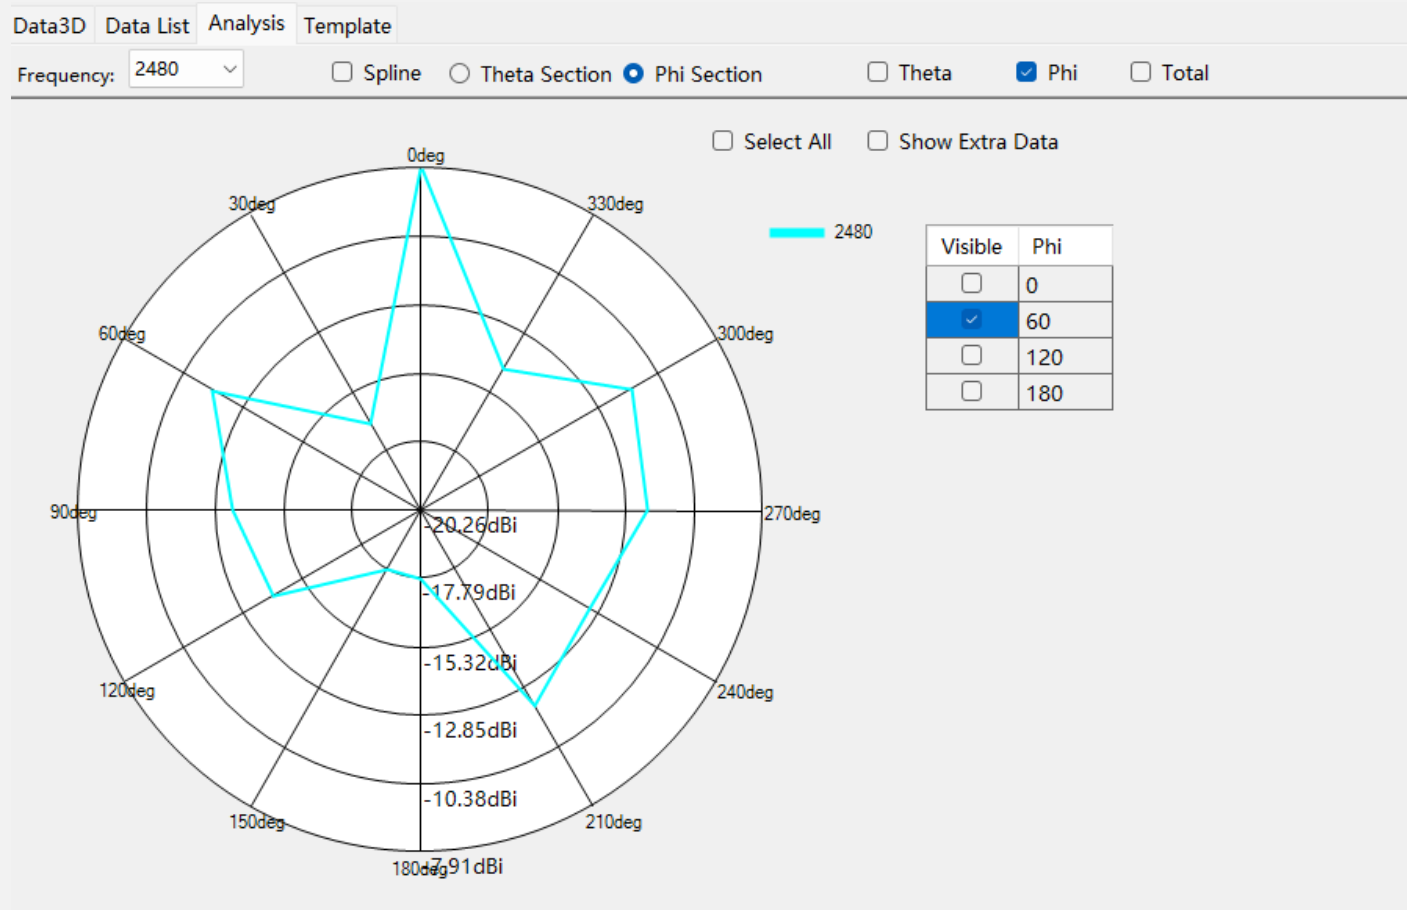 Data3D Data List Analysis Template
Frequency: 2480 Spline Theta Section Phi Section Theta Phi Total
Select All Show Extra Data
0deg
30deg 330deg
2480
Visible Phi
0
60
120
180
60deg 300deg
90deg 270deg
-20.26dBi
-17.79dBi
-15.32dBi
120deg 240deg
-12.85dBi
-10.38dBi
150deg 210deg
180deg -7.91dBi